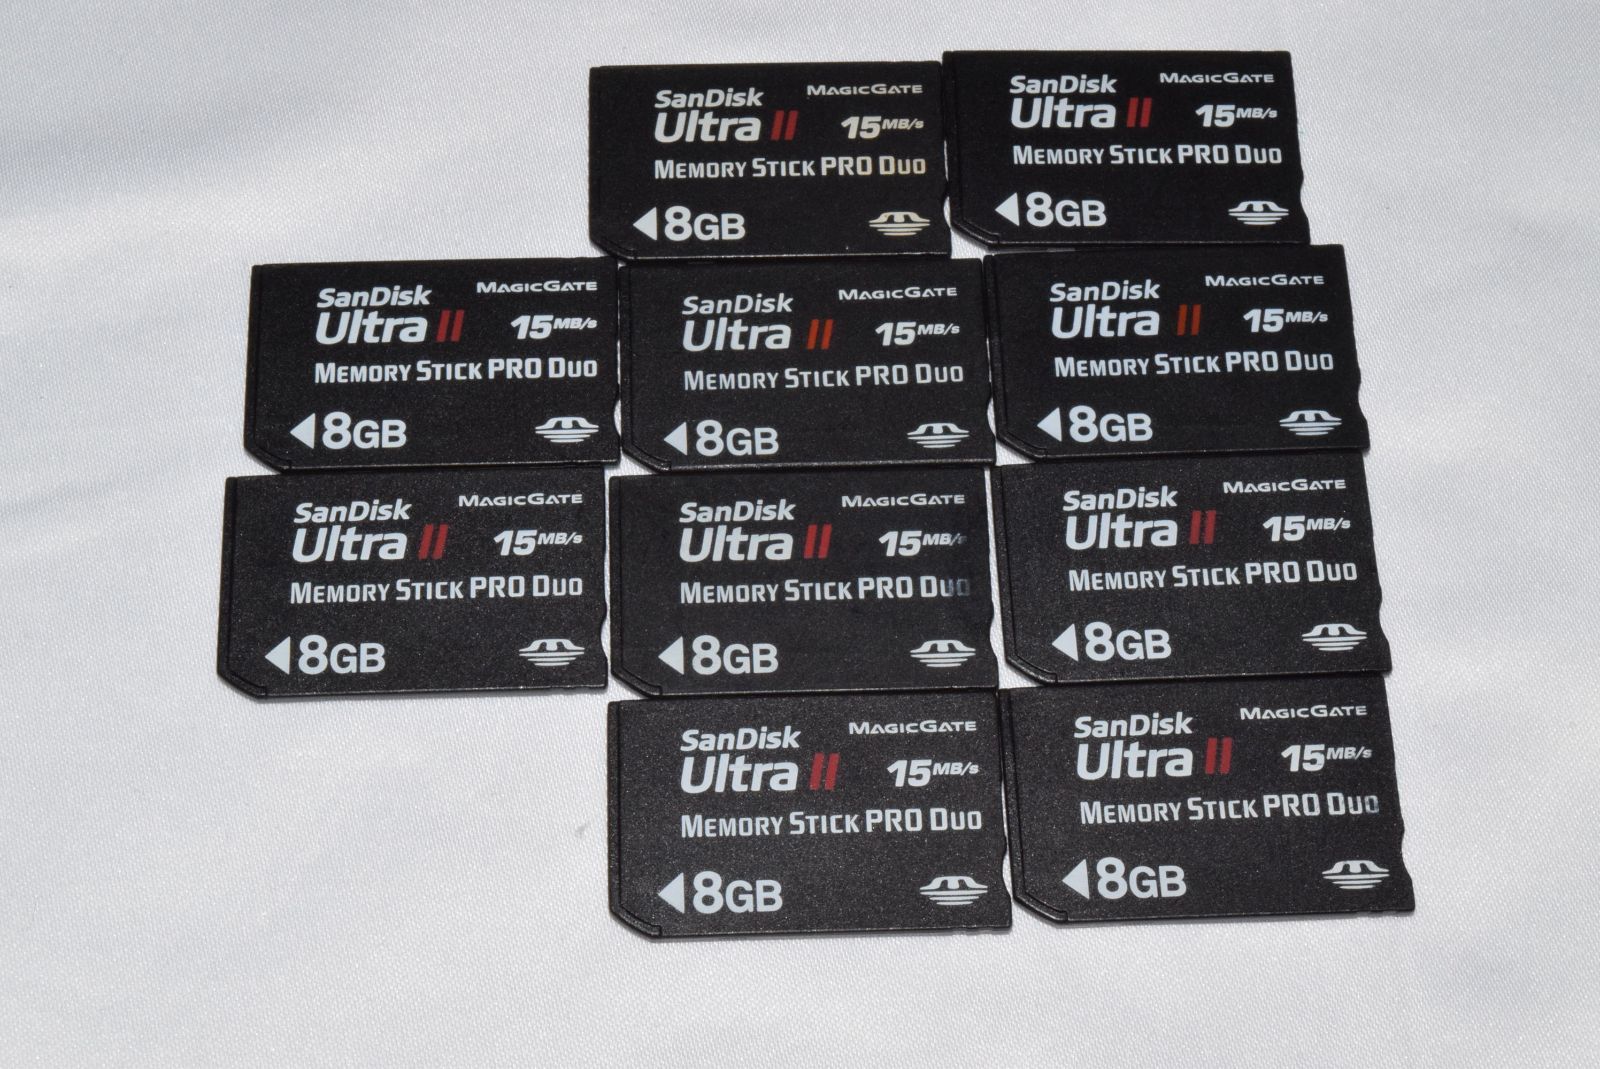 SanDisk MAGICGATE
Ultra II 15MB/s
MEMORY STICK PRO DUO
8GB
SanDisk MAGICGATE
Ultra II 15MB/s
MEMORY STICK PRO DUO
8GB
SanDisk MAGICGATE
Ultra II 15MB/s
MEMORY STICK PRO DUO
8GB
SanDisk MAGICGATE
Ultra II 15MB/s
MEMORY STICK PRO DUO
8GB
SanDisk MAGICGATE
Ultra II 15MB/s
MEMORY STICK PRO DUO
8GB
SanDisk MAGICGATE
Ultra II 15MB/s
MEMORY STICK PRO DUO
8GB
SanDisk MAGICGATE
Ultra II 15MB/s
MEMORY STICK PRO DUO
8GB
SanDisk MAGICGATE
Ultra II 15MB/s
MEMORY STICK PRO DUO
8GB
SanDisk MAGICGATE
Ultra II 15MB/s
MEMORY STICK PRO DUO
8GB
SanDisk MAGICGATE
Ultra II 15MB/s
MEMORY STICK PRO DUO
8GB